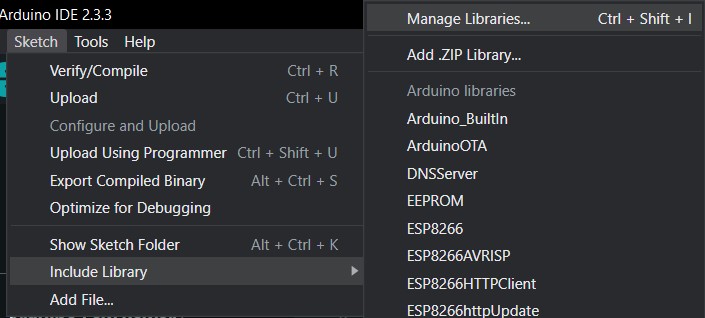 Arduino IDE 2.3.3
Sketch Tools Help
Verify/Compile Ctrl + R
Upload Ctrl + U
Configure and Upload
Upload Using Programmer Ctrl + Shift + U
Export Compiled Binary Alt + Ctrl + S
Optimize for Debugging
Show Sketch Folder Alt + Ctrl + K
Include Library
Add File...
Manage Libraries... Ctrl + Shift + I
Add .ZIP Library...
Arduino libraries
Arduino_BuiltIn
ArduinoOTA
DNSServer
EEPROM
ESP8266
ESP8266AVRISP
ESP8266HTTPClient
ESP8266httpUpdate